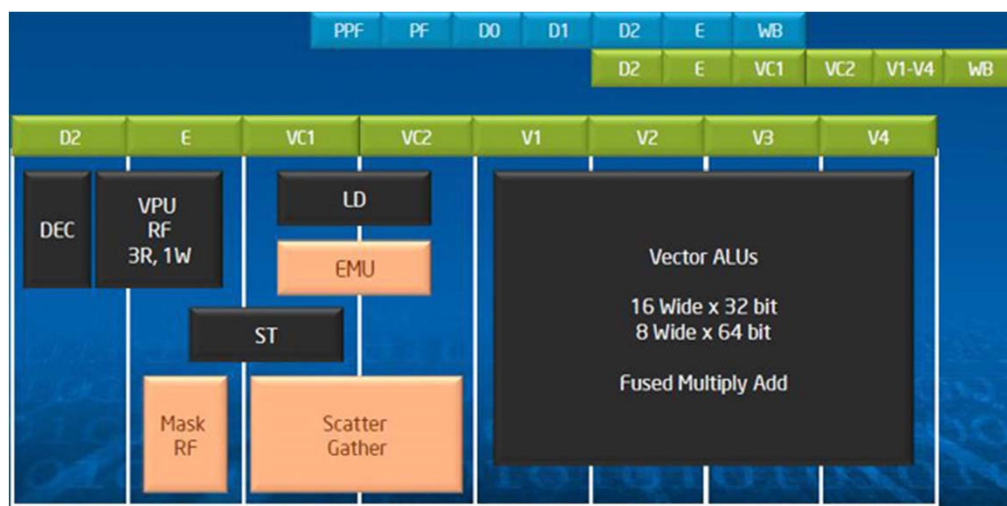 PPF PF D0 D1 D2 E WB
D2 E VC1 VC2 V1-V4 WB
D2 E VC1 VC2 V1 V2 V3 V4
DEC
VPU
RF
3R, 1W
LD
EMU
ST
Mask
RF
Scatter
Gather
Vector ALUs
16 Wide x 32 bit
8 Wide x 64 bit
Fused Multiply Add